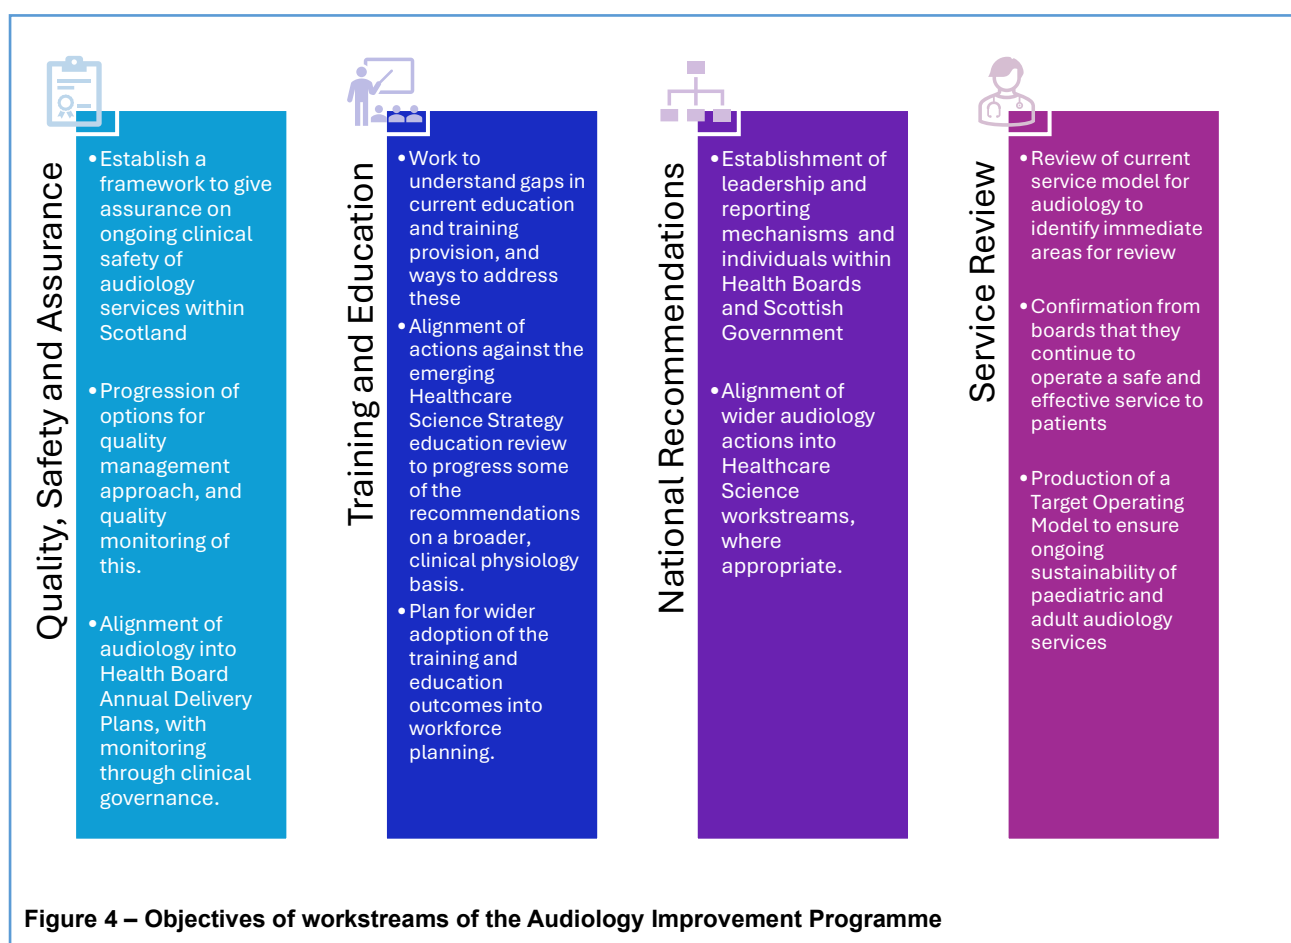 Quality, Safety and Assurance
•Establish a
framework to give
assurance on
ongoing clinical
safety of
audiology
services within
Scotland
•Progression of
options for
quality
management
approach, and
quality
monitoring of
this.
•Alignment of
audiology into
Health Board
Annual Delivery
Plans, with
monitoring
through clinical
governance.
Training and Education
•Work to
understand gaps in
current education
and training
provision, and
ways to address
these
•Alignment of
actions against the
emerging
Healthcare
Science Strategy
education review
to progress some
of the
recommendations
on a broader,
clinical physiology
basis.
•Plan for wider
adoption of the
training and
education
outcomes into
workforce
planning.
National Recommendations
•Establishment of
leadership and
reporting
mechanisms and
individuals within
Health Boards
and Scottish
Government
•Alignment of
wider audiology
actions into
Healthcare
Science
workstreams,
where
appropriate.
Service Review
•Review of current
service model for
audiology to
identify immediate
areas for review
•Confirmation from
boards that they
continue to
operate a safe and
effective service to
patients
•Production of a
Target Operating
Model to ensure
ongoing
sustainability of
paediatric and
adult audiology
services
Figure 4 – Objectives of workstreams of the Audiology Improvement Programme